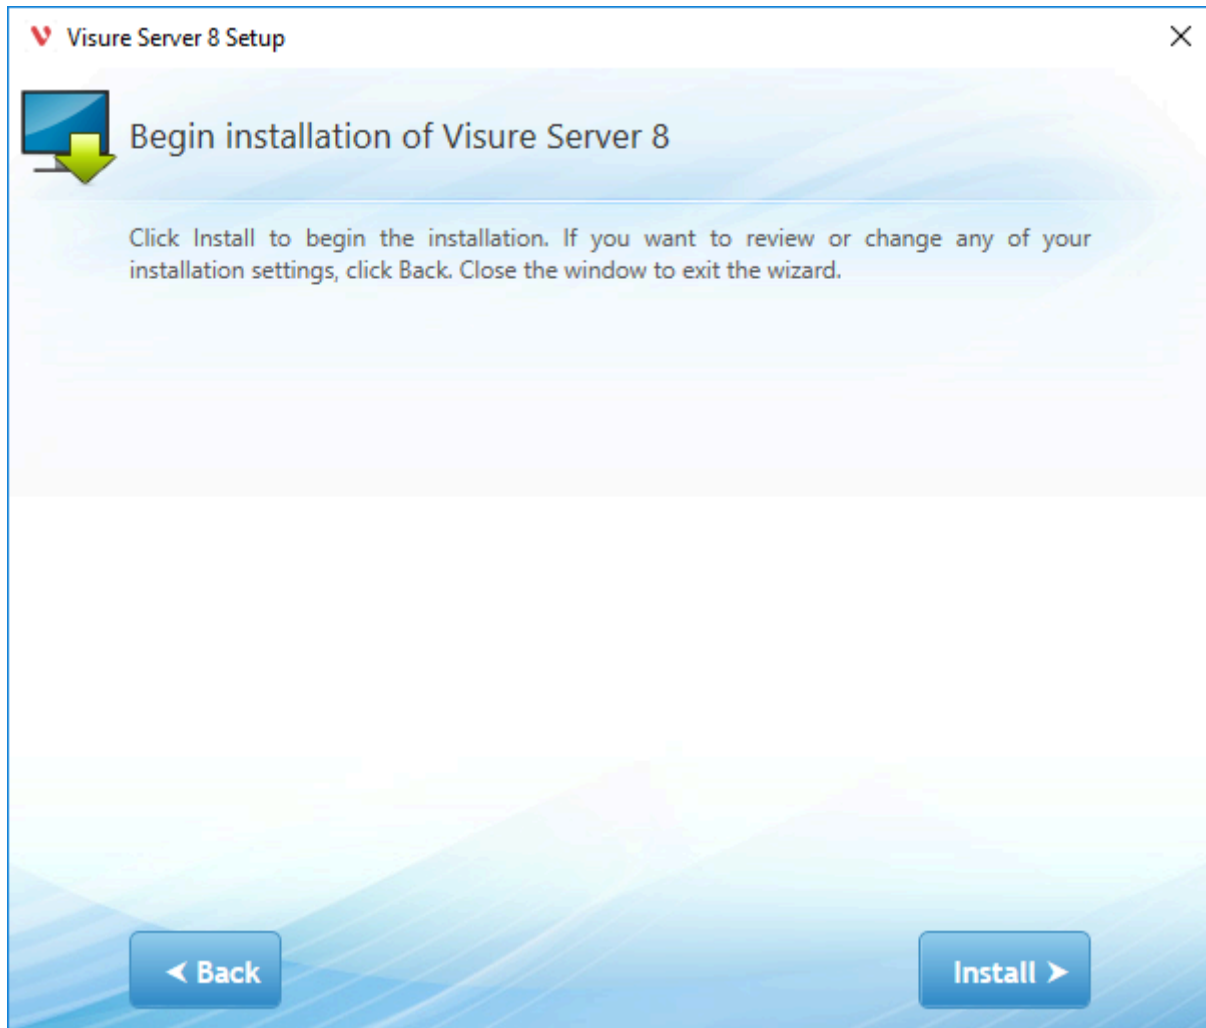 Visure Server 8 Setup
Begin installation of Visure Server 8
Click Install to begin the installation. If you want to review or change any of your
installation settings, click Back. Close the window to exit the wizard.
Back
Install